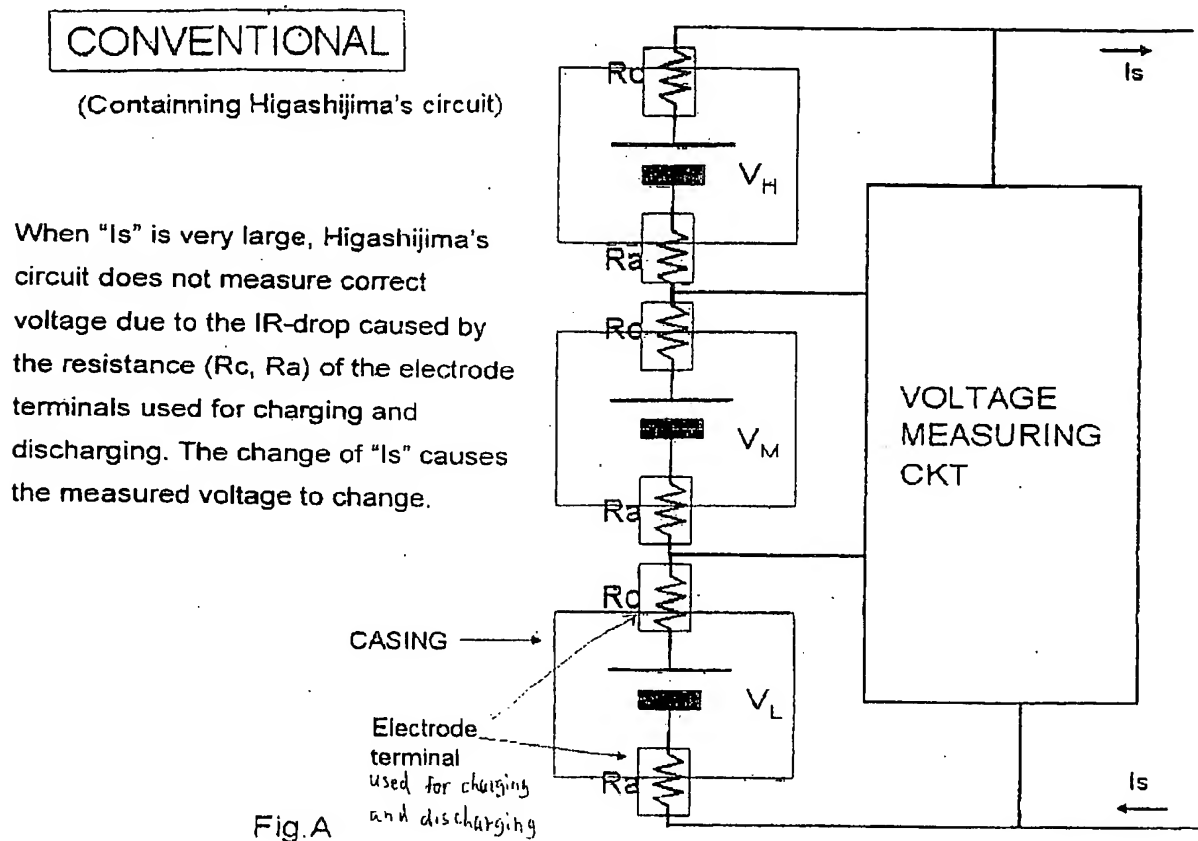 CONVENTIONAL
(Containning Higashijima's circuit)
When "Is" is very large, Higashijima's
circuit does not measure correct
voltage due to the IR-drop caused by
the resistance (Rc, Ra) of the electrode
terminals used for charging and
discharging. The change of "Is" causes
the measured voltage to change.
Rc
VH
Ra
Rc
VM
Ra
Rc
VL
Ra
Is
VOLTAGE
MEASURING
CKT
Is
CASING
Electrode
terminal
used for charging
and discharging
Fig.A